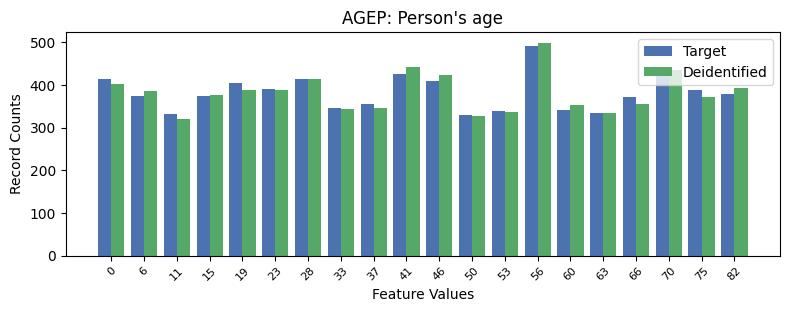 AGEP: Person's age
Target
Deidentified
Record Counts
500
400
300
200
100
0
0 6 11 15 19 23 28 33 37 41 46 50 53 56 60 63 66 70 75 82
Feature Values